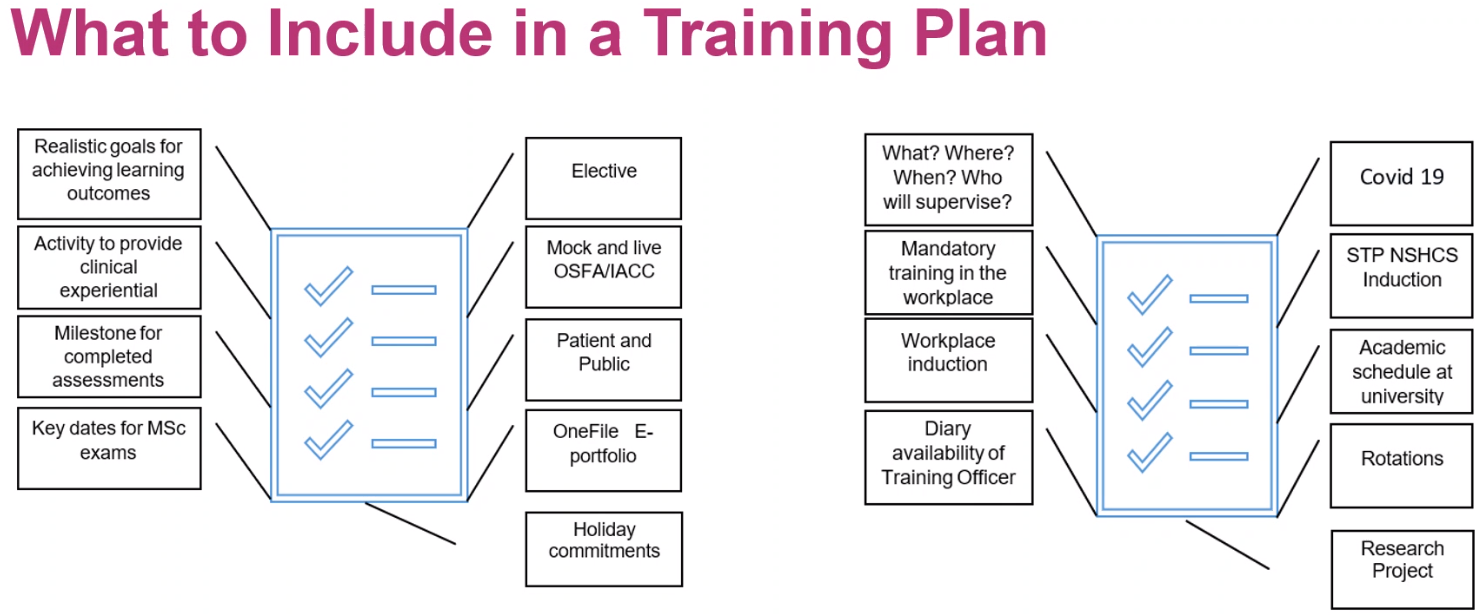 What to Include in a Training Plan
Realistic goals for
achieving learning
outcomes
Activity to provide
clinical
experiential
Milestone for
completed
assessments
Key dates for MSc
exams
Elective
Mock and live
OSFA/IACC
Patient and
Public
OneFile E-
portfolio
Holiday
commitments
What? Where?
When? Who
will supervise?
Mandatory
training in the
workplace
Workplace
induction
Diary
availability of
Training Officer
Covid 19
STP NSHCS
Induction
Academic
schedule at
university
Rotations
Research
Project